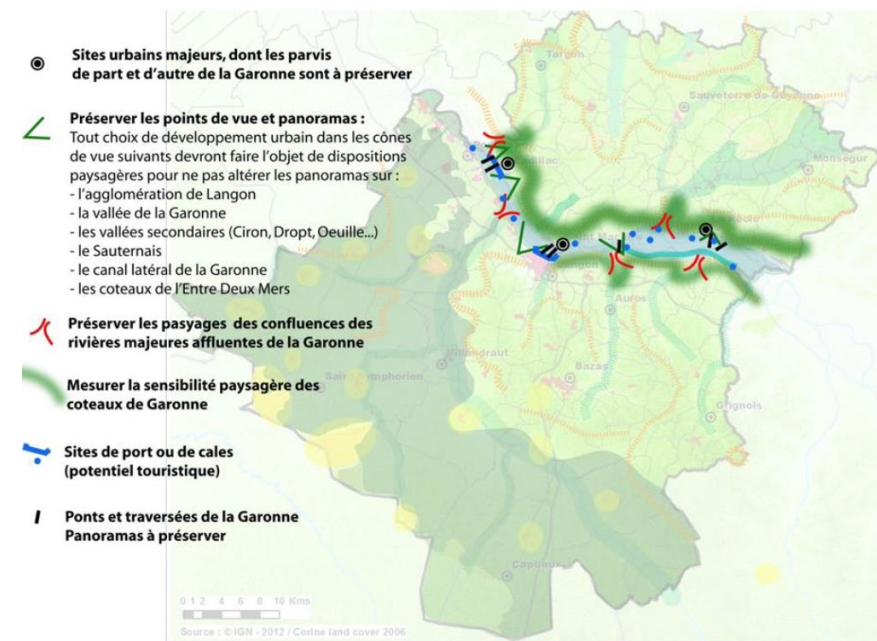 Sites urbains majeurs, dont les parvis
de part et d'autre de la Garonne sont à préserver
Préserver les points de vue et panoramas :
Tout choix de développement urbain dans les cônes
de vue suivants devront faire l'objet de dispositions
paysagères pour ne pas altérer les panoramas sur :
- l'agglomération de Langon
- la vallée de la Garonne
- les vallées secondaires (Ciron, Dropt, Oeuille...)
- le Sauternais
- le canal latéral de la Garonne
- les coteaux de l'Entre Deux Mers
Préserver les pasyages des confluences des
rivières majeures affluentes de la Garonne
Mesurer la sensibilité paysagère des
coteaux de Garonne
Sites de port ou de cales
(potentiel touristique)
Ponts et traversées de la Garonne
Panoramas à préserver
Targon
Sauveterre-de-Guyenne
Monségur
Auros
Villandraut
Bazas
Grignols
Captieux
0 1 2 4 6 8 10 Kms
Source : © IGN - 2012 / Corine land cover 2006